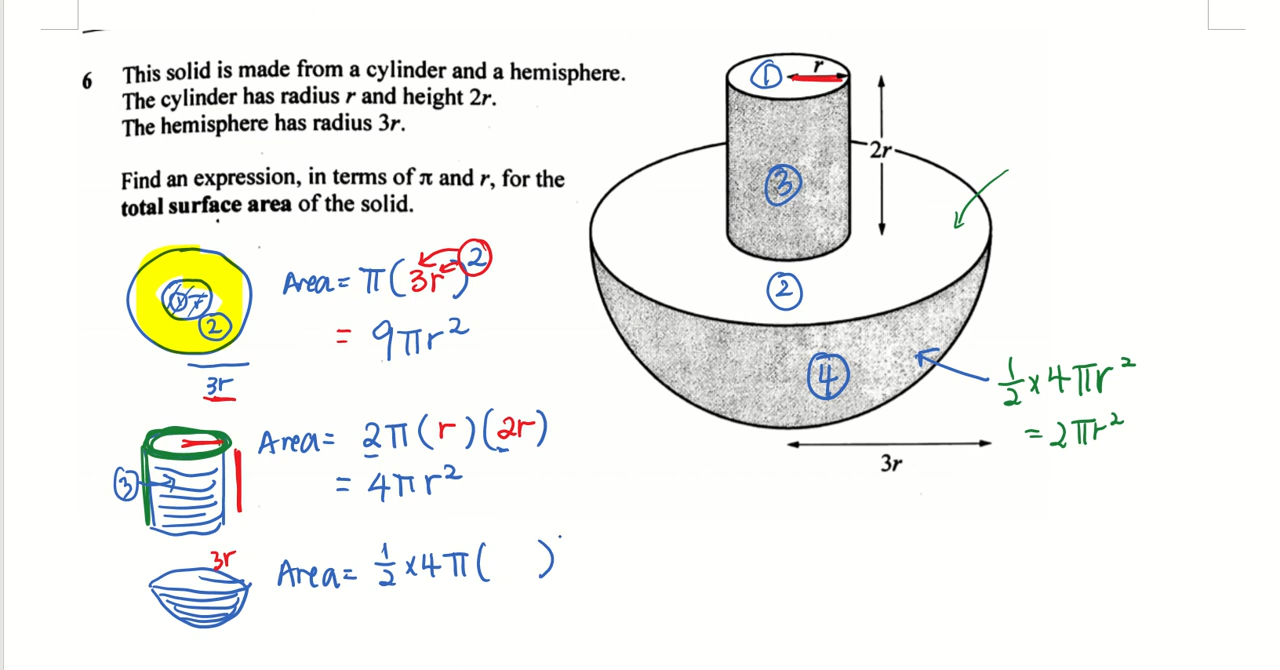 6 This solid is made from a cylinder and a hemisphere.
The cylinder has radius r and height 2r.
The hemisphere has radius 3r.
Find an expression, in terms of π and r, for the
total surface area of the solid.
① r
2r
③
②
④
3r
½ × 4πr²
= 2πr²
②
3r
Area = π(3r)²
= 9πr²
③
Area = 2π(r)(2r)
= 4πr²
3r
Area = ½ × 4π( )